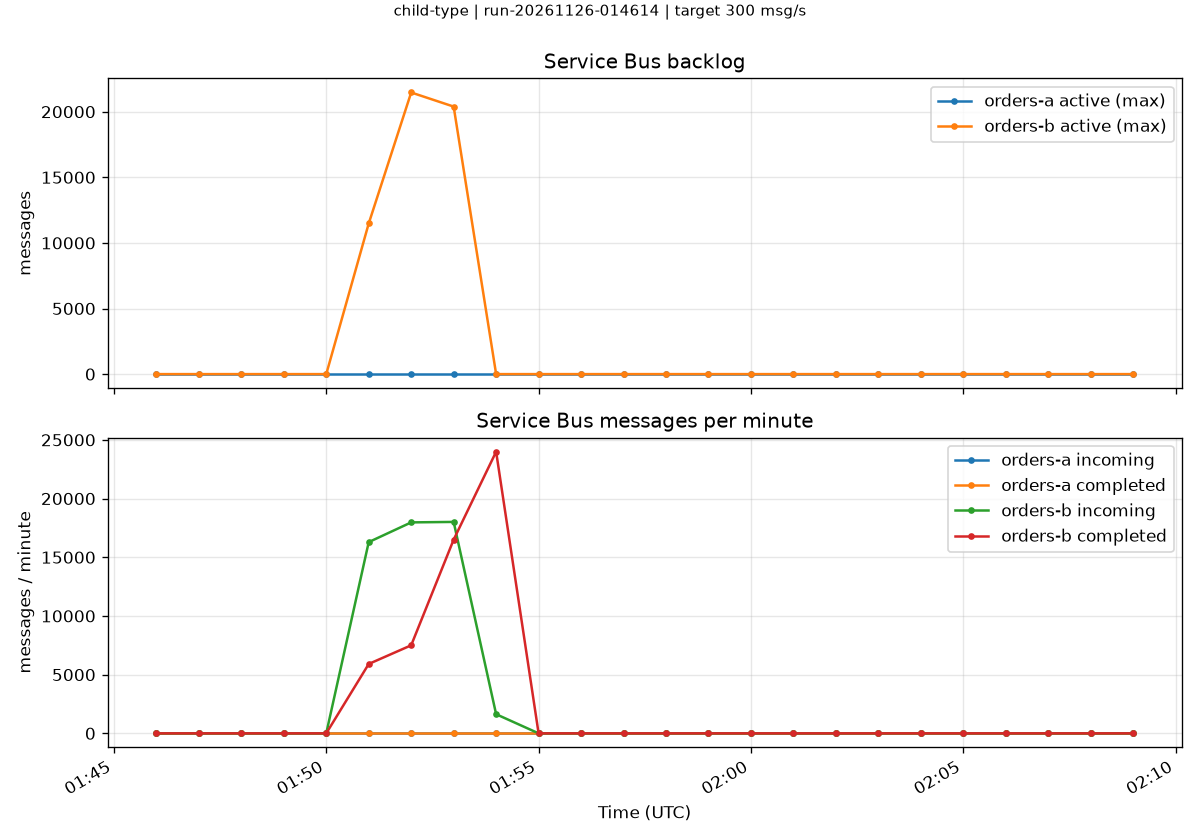 child-type | run-20261126-014614 | target 300 msg/s
Service Bus backlog
messages
20000
15000
10000
5000
0
orders-a active (max)
orders-b active (max)
Service Bus messages per minute
messages / minute
25000
20000
15000
10000
5000
0
orders-a incoming
orders-a completed
orders-b incoming
orders-b completed
01:45
01:50
01:55
02:00
02:05
02:10
Time (UTC)